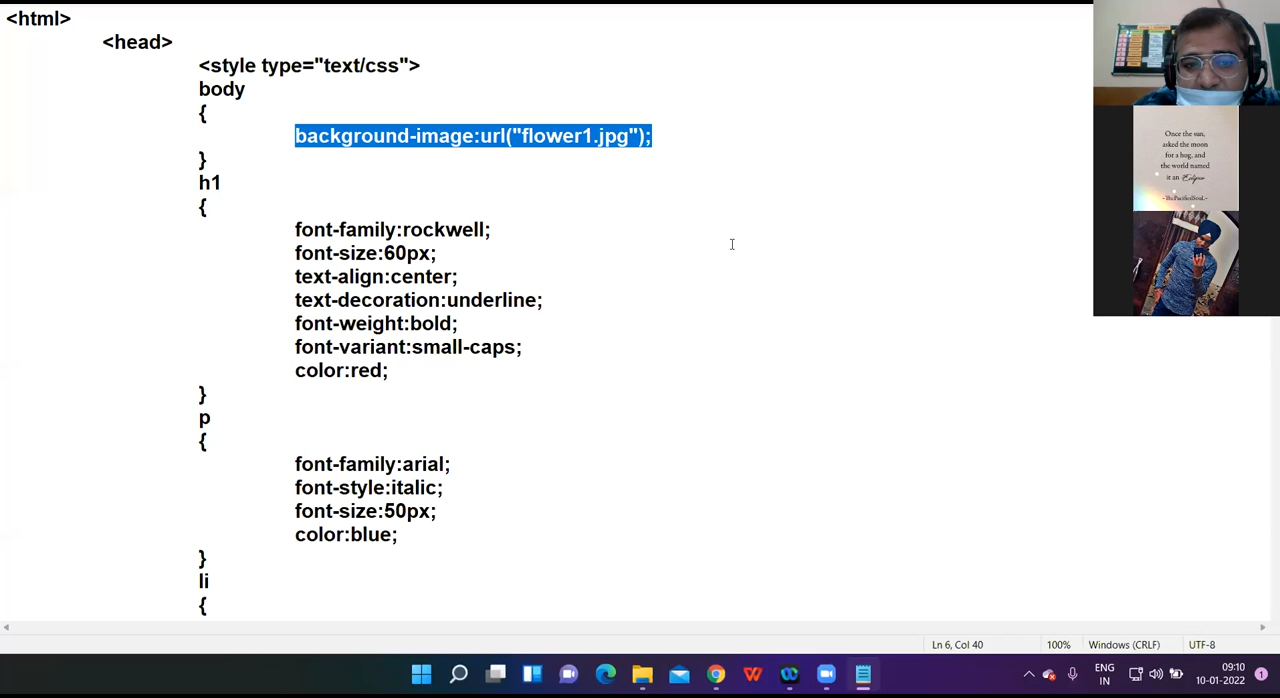 <html>
<head>
<style type="text/css">
body
{
background-image:url("flower1.jpg");
}
h1
{
font-family:rockwell;
font-size:60px;
text-align:center;
text-decoration:underline;
font-weight:bold;
font-variant:small-caps;
color:red;
}
p
{
font-family:arial;
font-style:italic;
font-size:50px;
color:blue;
}
li
{
Once the sun,
asked the moon
for a hug, and
the world named
it an Eclipse
Ln 6, Col 40
100%
Windows (CRLF)
UTF-8
ENG
IN
09:10
10-01-2022
1